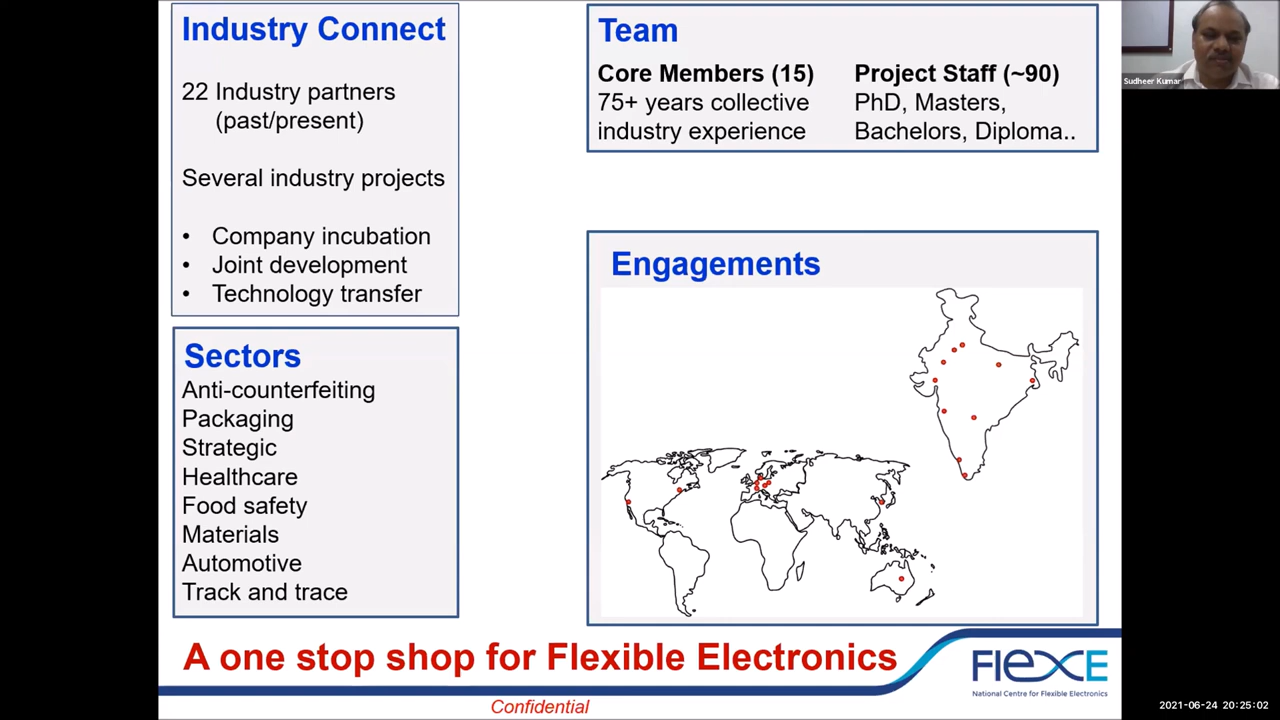 Industry Connect
22 Industry partners
(past/present)
Several industry projects
• Company incubation
• Joint development
• Technology transfer
Sectors
Anti-counterfeiting
Packaging
Strategic
Healthcare
Food safety
Materials
Automotive
Track and trace
Team
Core Members (15)
75+ years collective
industry experience
Project Staff (~90)
PhD, Masters,
Bachelors, Diploma..
Engagements
A one stop shop for Flexible Electronics
FlexE
National Centre for Flexible Electronics
Confidential
Sudheer Kumar
2021-06-24 20:25:02